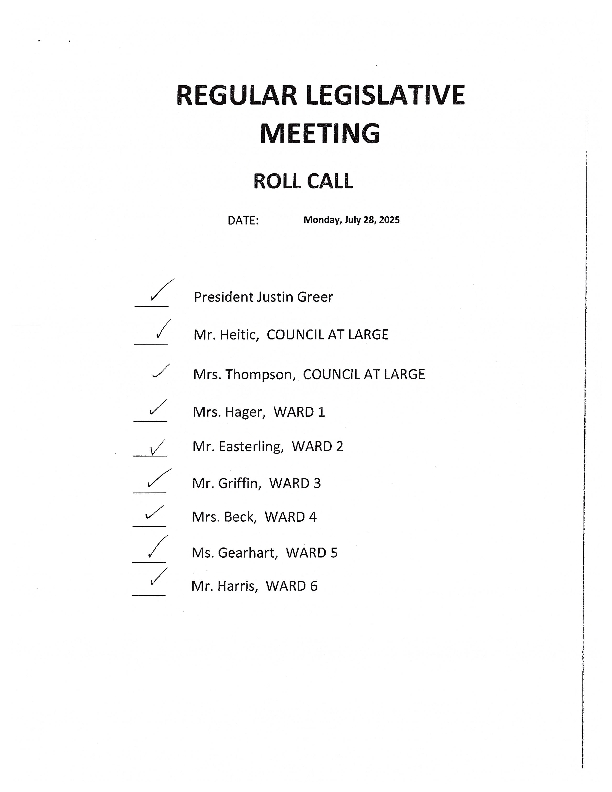 REGULAR LEGISLATIVE
MEETING
ROLL CALL
DATE: Monday, July 28, 2025
✓ President Justin Greer
✓ Mr. Heitic, COUNCIL AT LARGE
✓ Mrs. Thompson, COUNCIL AT LARGE
✓ Mrs. Hager, WARD 1
✓ Mr. Easterling, WARD 2
✓ Mr. Griffin, WARD 3
✓ Mrs. Beck, WARD 4
✓ Ms. Gearhart, WARD 5
✓ Mr. Harris, WARD 6